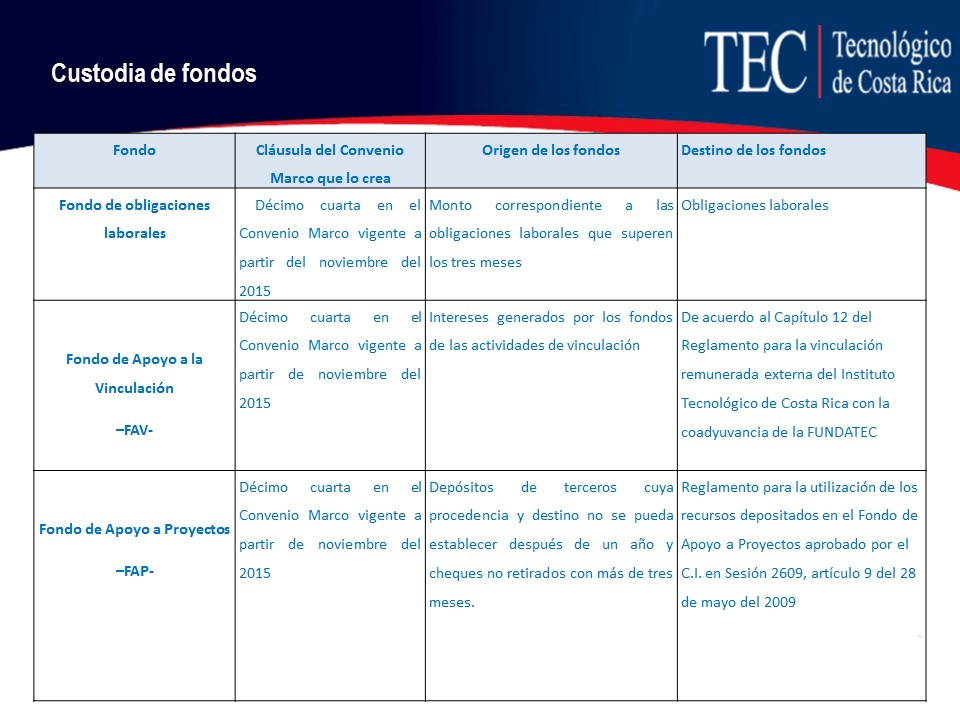 Custodia de fondos
TEC
Tecnológico
de Costa Rica
Fondo
Cláusula del Convenio
Marco que lo crea
Origen de los fondos
Destino de los fondos
Fondo de obligaciones
laborales
Décimo cuarta en el
Convenio Marco vigente a
partir del noviembre del
2015
Monto correspondiente a las
obligaciones laborales que superen
los tres meses
Obligaciones laborales
Fondo de Apoyo a la
Vinculación
–FAV-
Décimo cuarta en el
Convenio Marco vigente a
partir de noviembre del
2015
Intereses generados por los fondos
de las actividades de vinculación
De acuerdo al Capítulo 12 del
Reglamento para la vinculación
remunerada externa del Instituto
Tecnológico de Costa Rica con la
coadyuvancia de la FUNDATEC
Fondo de Apoyo a Proyectos
–FAP-
Décimo cuarta en el
Convenio Marco vigente a
partir de noviembre del
2015
Depósitos de terceros cuya
procedencia y destino no se pueda
establecer después de un año y
cheques no retirados con más de tres
meses.
Reglamento para la utilización de los
recursos depositados en el Fondo de
Apoyo a Proyectos aprobado por el
C.I. en Sesión 2609, artículo 9 del 28
de mayo del 2009